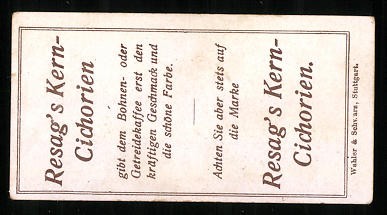 Resag's Kern-
Cichorien
gibt dem Bohnen- oder
Getreidekaffee erst den
kräftigen Geschmack und
die schöne Farbe.
Achten Sie aber stets auf
die Marke
Resag's Kern-
Cichorien.
Wahler & Schwarz, Stuttgart.